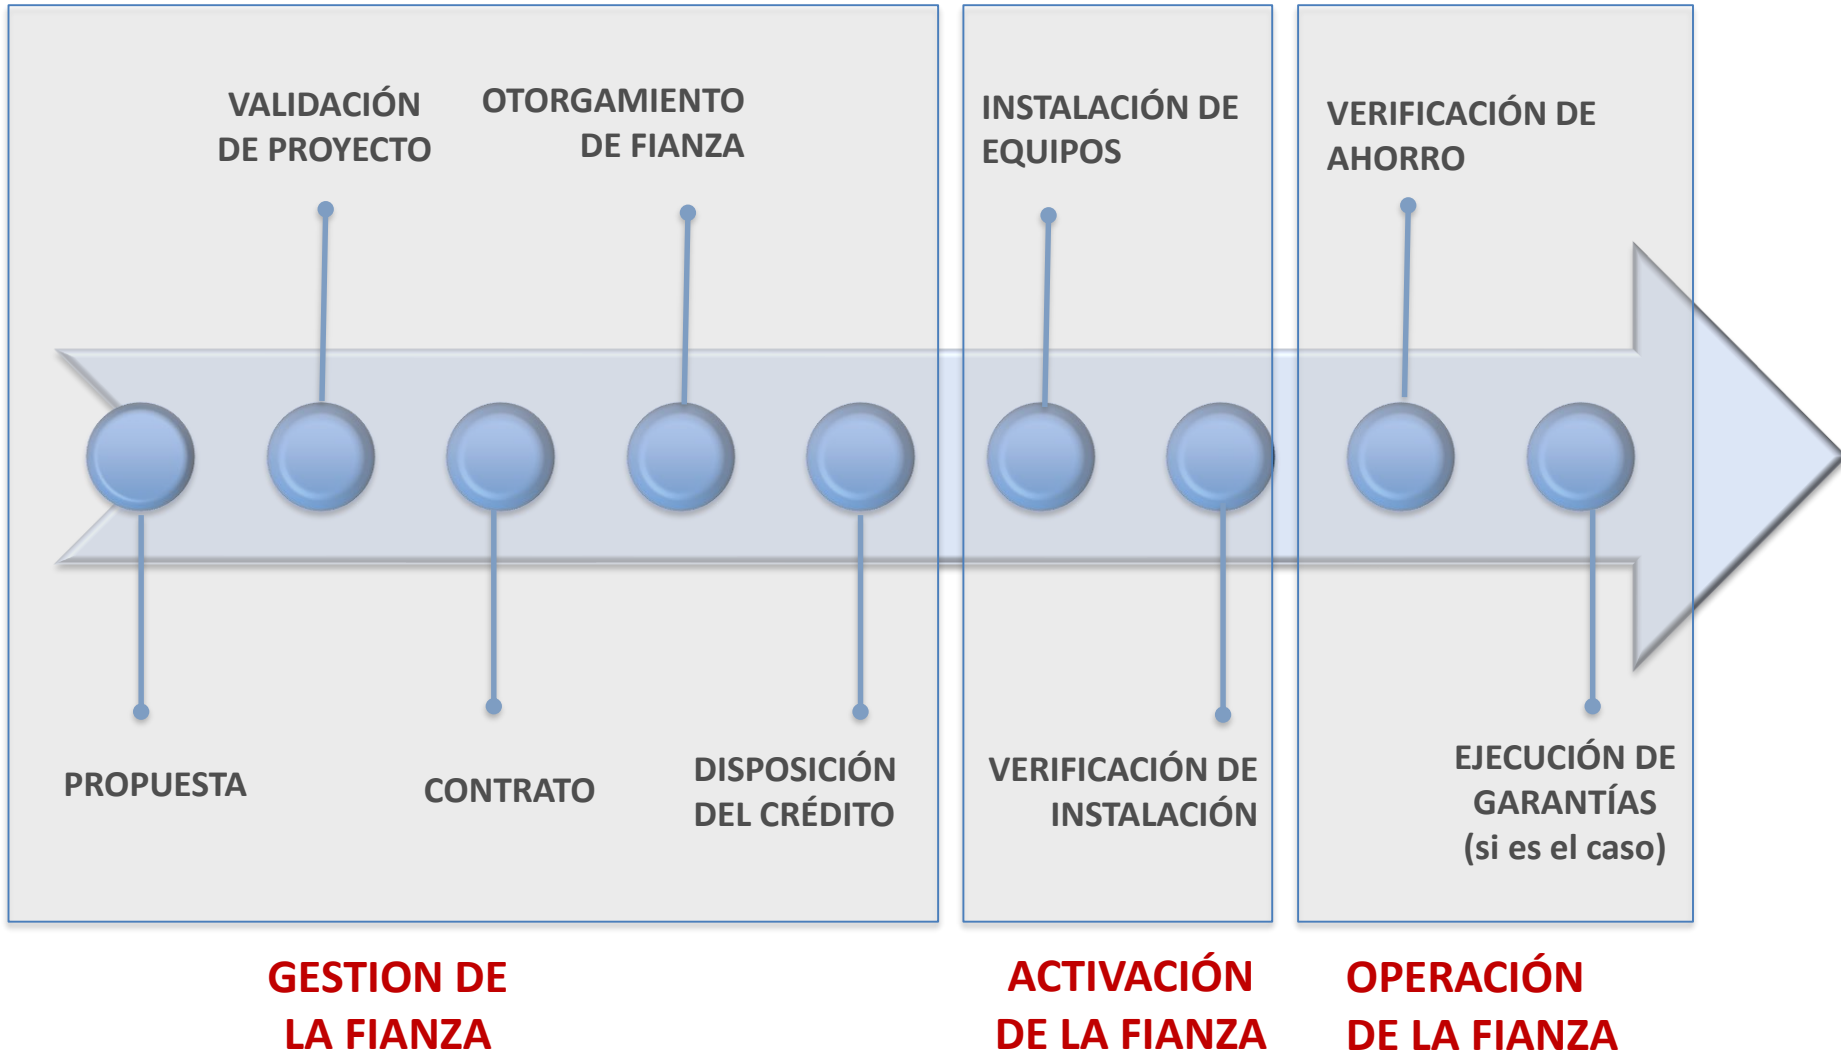 VALIDACIÓN
DE PROYECTO
OTORGAMIENTO
DE FIANZA
INSTALACIÓN DE
EQUIPOS
VERIFICACIÓN DE
AHORRO
PROPUESTA
CONTRATO
DISPOSICIÓN
DEL CRÉDITO
VERIFICACIÓN DE
INSTALACIÓN
EJECUCIÓN DE
GARANTÍAS
(si es el caso)
GESTION DE
LA FIANZA
ACTIVACIÓN
DE LA FIANZA
OPERACIÓN
DE LA FIANZA